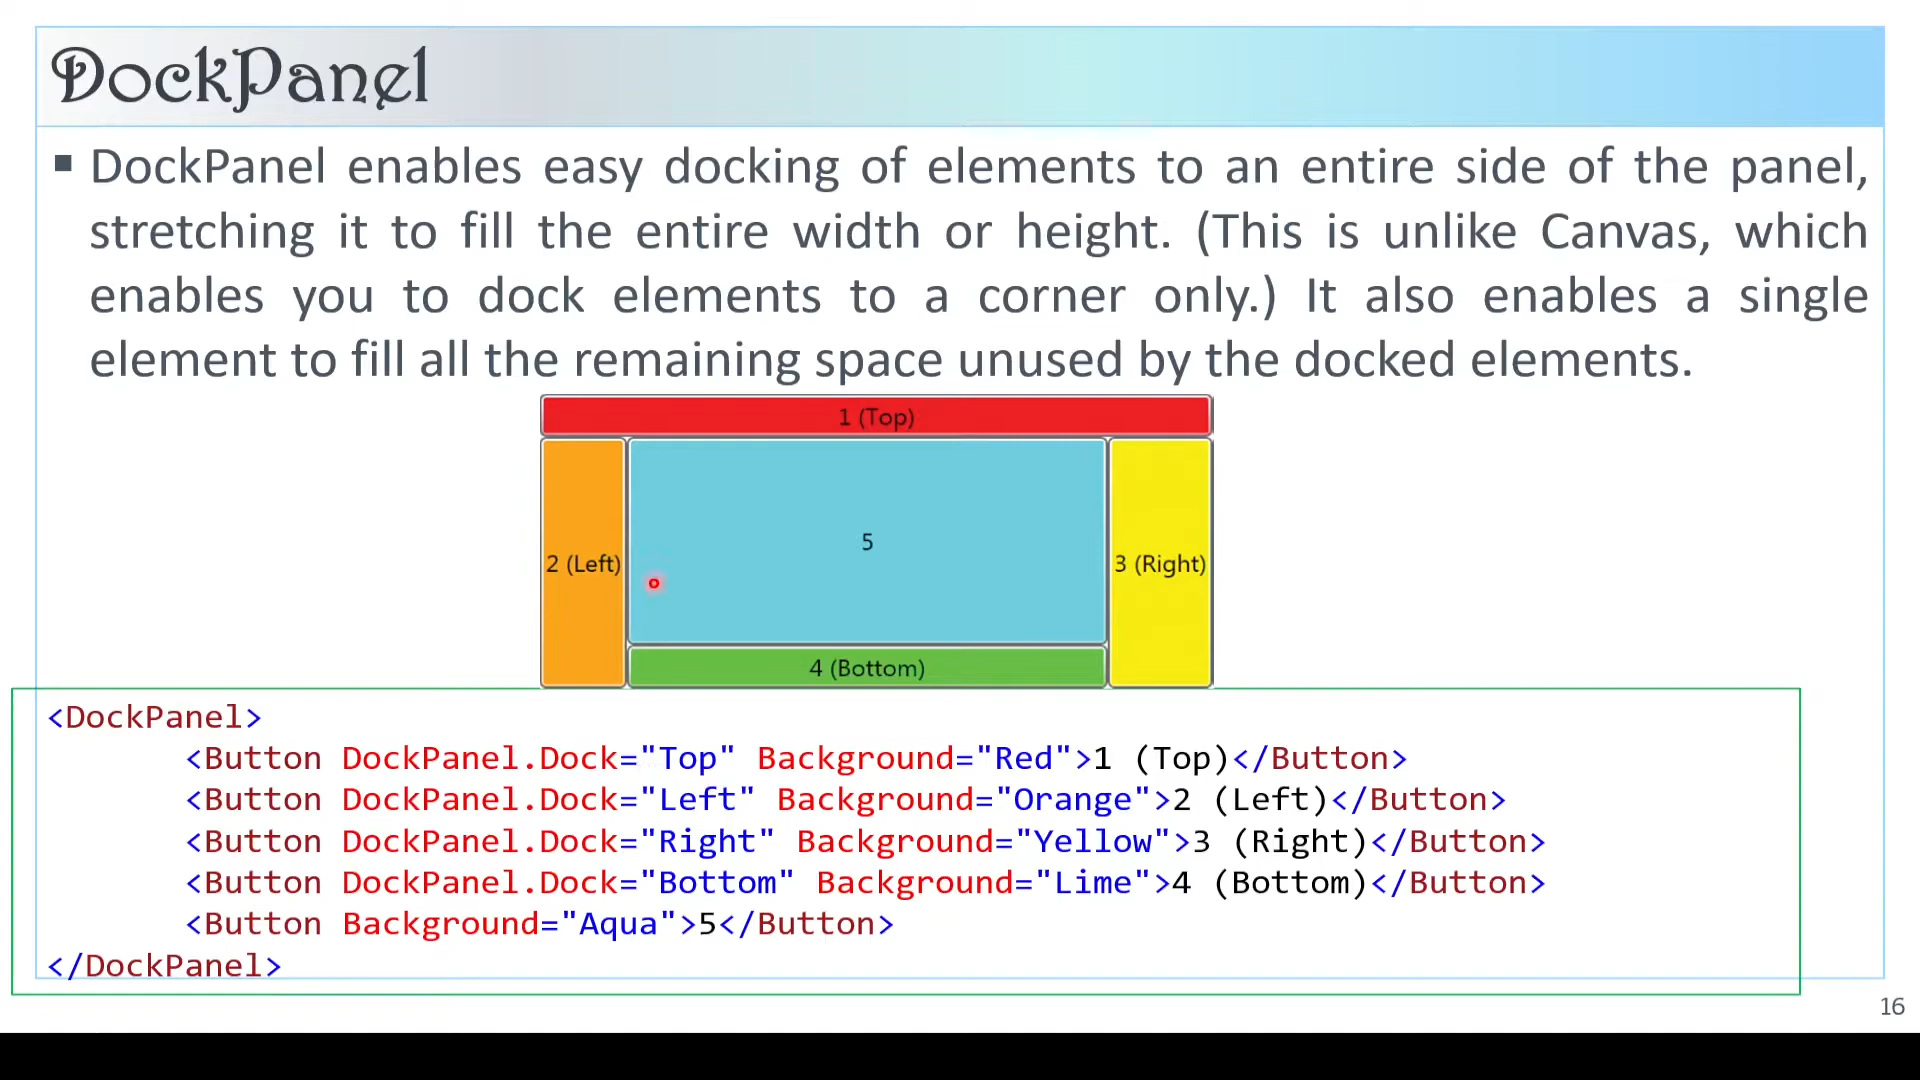 DockPanel
▪ DockPanel enables easy docking of elements to an entire side of the panel,
stretching it to fill the entire width or height. (This is unlike Canvas, which
enables you to dock elements to a corner only.) It also enables a single
element to fill all the remaining space unused by the docked elements.
1 (Top)
2 (Left)
5
3 (Right)
4 (Bottom)
<DockPanel>
<Button DockPanel.Dock="Top" Background="Red">1 (Top)</Button>
<Button DockPanel.Dock="Left" Background="Orange">2 (Left)</Button>
<Button DockPanel.Dock="Right" Background="Yellow">3 (Right)</Button>
<Button DockPanel.Dock="Bottom" Background="Lime">4 (Bottom)</Button>
<Button Background="Aqua">5</Button>
</DockPanel>
16